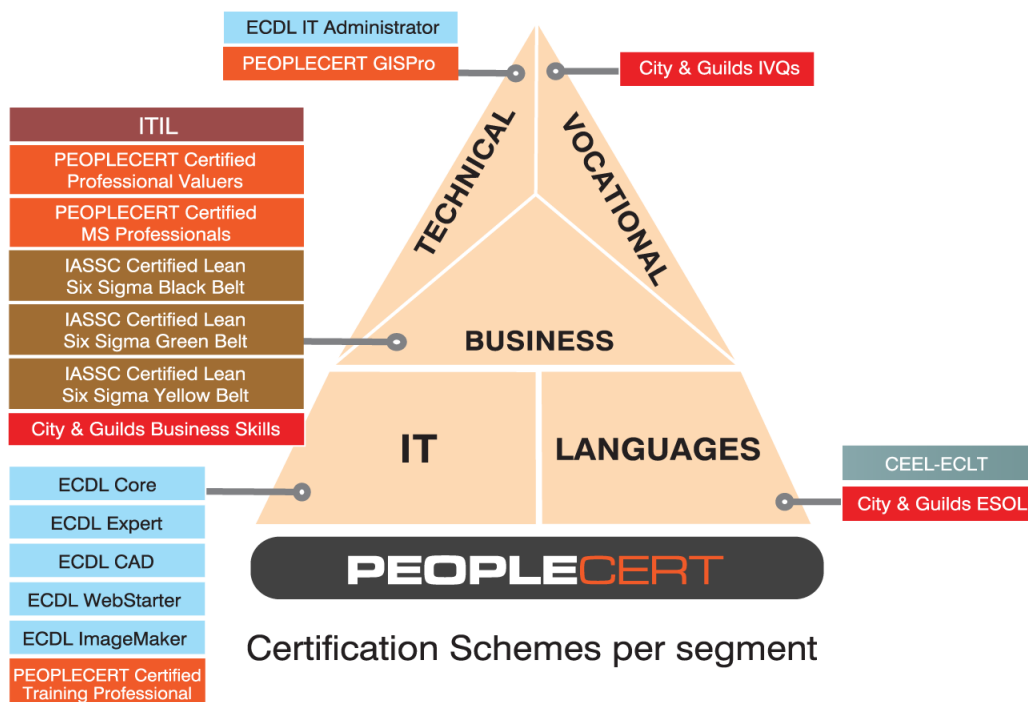 ECDL IT Administrator
PEOPLECERT GISPro
City & Guilds IVQs
TECHNICAL
VOCATIONAL
ITIL
PEOPLECERT Certified
Professional Valuers
PEOPLECERT Certified
MS Professionals
IASSC Certified Lean
Six Sigma Black Belt
IASSC Certified Lean
Six Sigma Green Belt
IASSC Certified Lean
Six Sigma Yellow Belt
City & Guilds Business Skills
BUSINESS
IT
LANGUAGES
ECDL Core
ECDL Expert
ECDL CAD
ECDL WebStarter
ECDL ImageMaker
PEOPLECERT Certified
Training Professional
CEEL-ECLT
City & Guilds ESOL
PEOPLECERT
Certification Schemes per segment